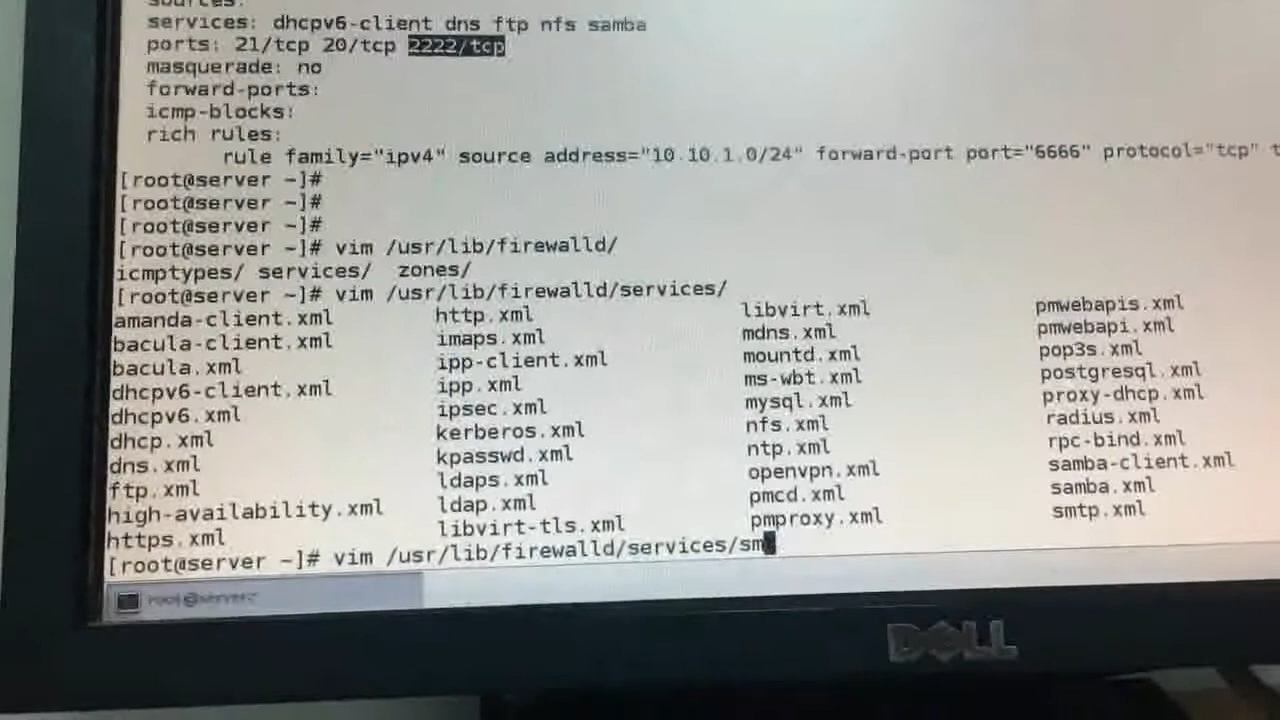 sources:
services: dhcpv6-client dns ftp nfs samba
ports: 21/tcp 20/tcp 2222/tcp
masquerade: no
forward-ports:
icmp-blocks:
rich rules:
rule family="ipv4" source address="10.10.1.0/24" forward-port port="6666" protocol="tcp" t
[root@server ~]#
[root@server ~]#
[root@server ~]#
[root@server ~]# vim /usr/lib/firewalld/
icmptypes/ services/ zones/
[root@server ~]# vim /usr/lib/firewalld/services/
amanda-client.xml http.xml libvirt.xml pmwebapis.xml
bacula-client.xml imaps.xml mdns.xml pmwebapi.xml
bacula.xml ipp-client.xml mountd.xml pop3s.xml
dhcpv6-client.xml ipp.xml ms-wbt.xml postgresql.xml
dhcpv6.xml ipsec.xml mysql.xml proxy-dhcp.xml
dhcp.xml kerberos.xml nfs.xml radius.xml
dns.xml kpasswd.xml ntp.xml rpc-bind.xml
ftp.xml ldaps.xml openvpn.xml samba-client.xml
high-availability.xml ldap.xml pmcd.xml samba.xml
https.xml libvirt-tls.xml pmproxy.xml smtp.xml
[root@server ~]# vim /usr/lib/firewalld/services/sm
DELL